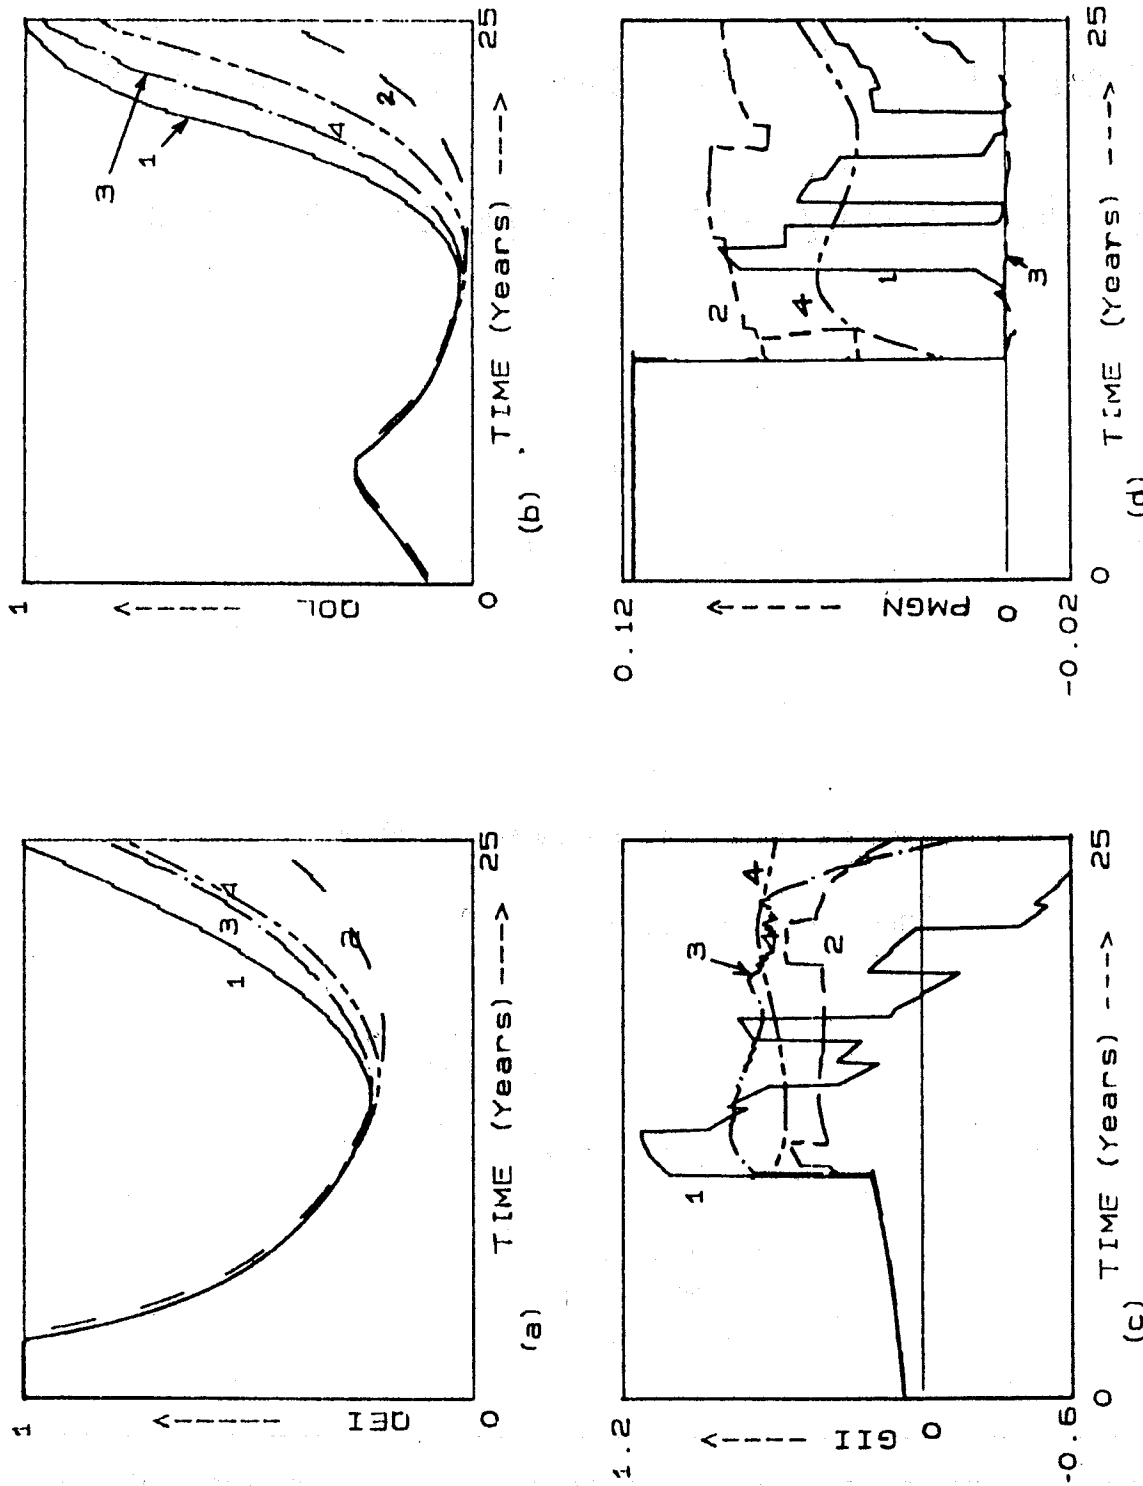 1
QEI ----->
0
TIME (Years) ---->
25
1
3
4
2
(a)
1
QOL ------>
0
TIME (Years) ---->
25
3
1
4
2
(b)
1.2
GII ----->
0
-0.6
0
TIME (Years) ---->
25
1
3
4
4
2
(c)
0.12
PMGN ----->
0
-0.02
0
TIME (Years) ---->
25
2
4
1
3
(d)